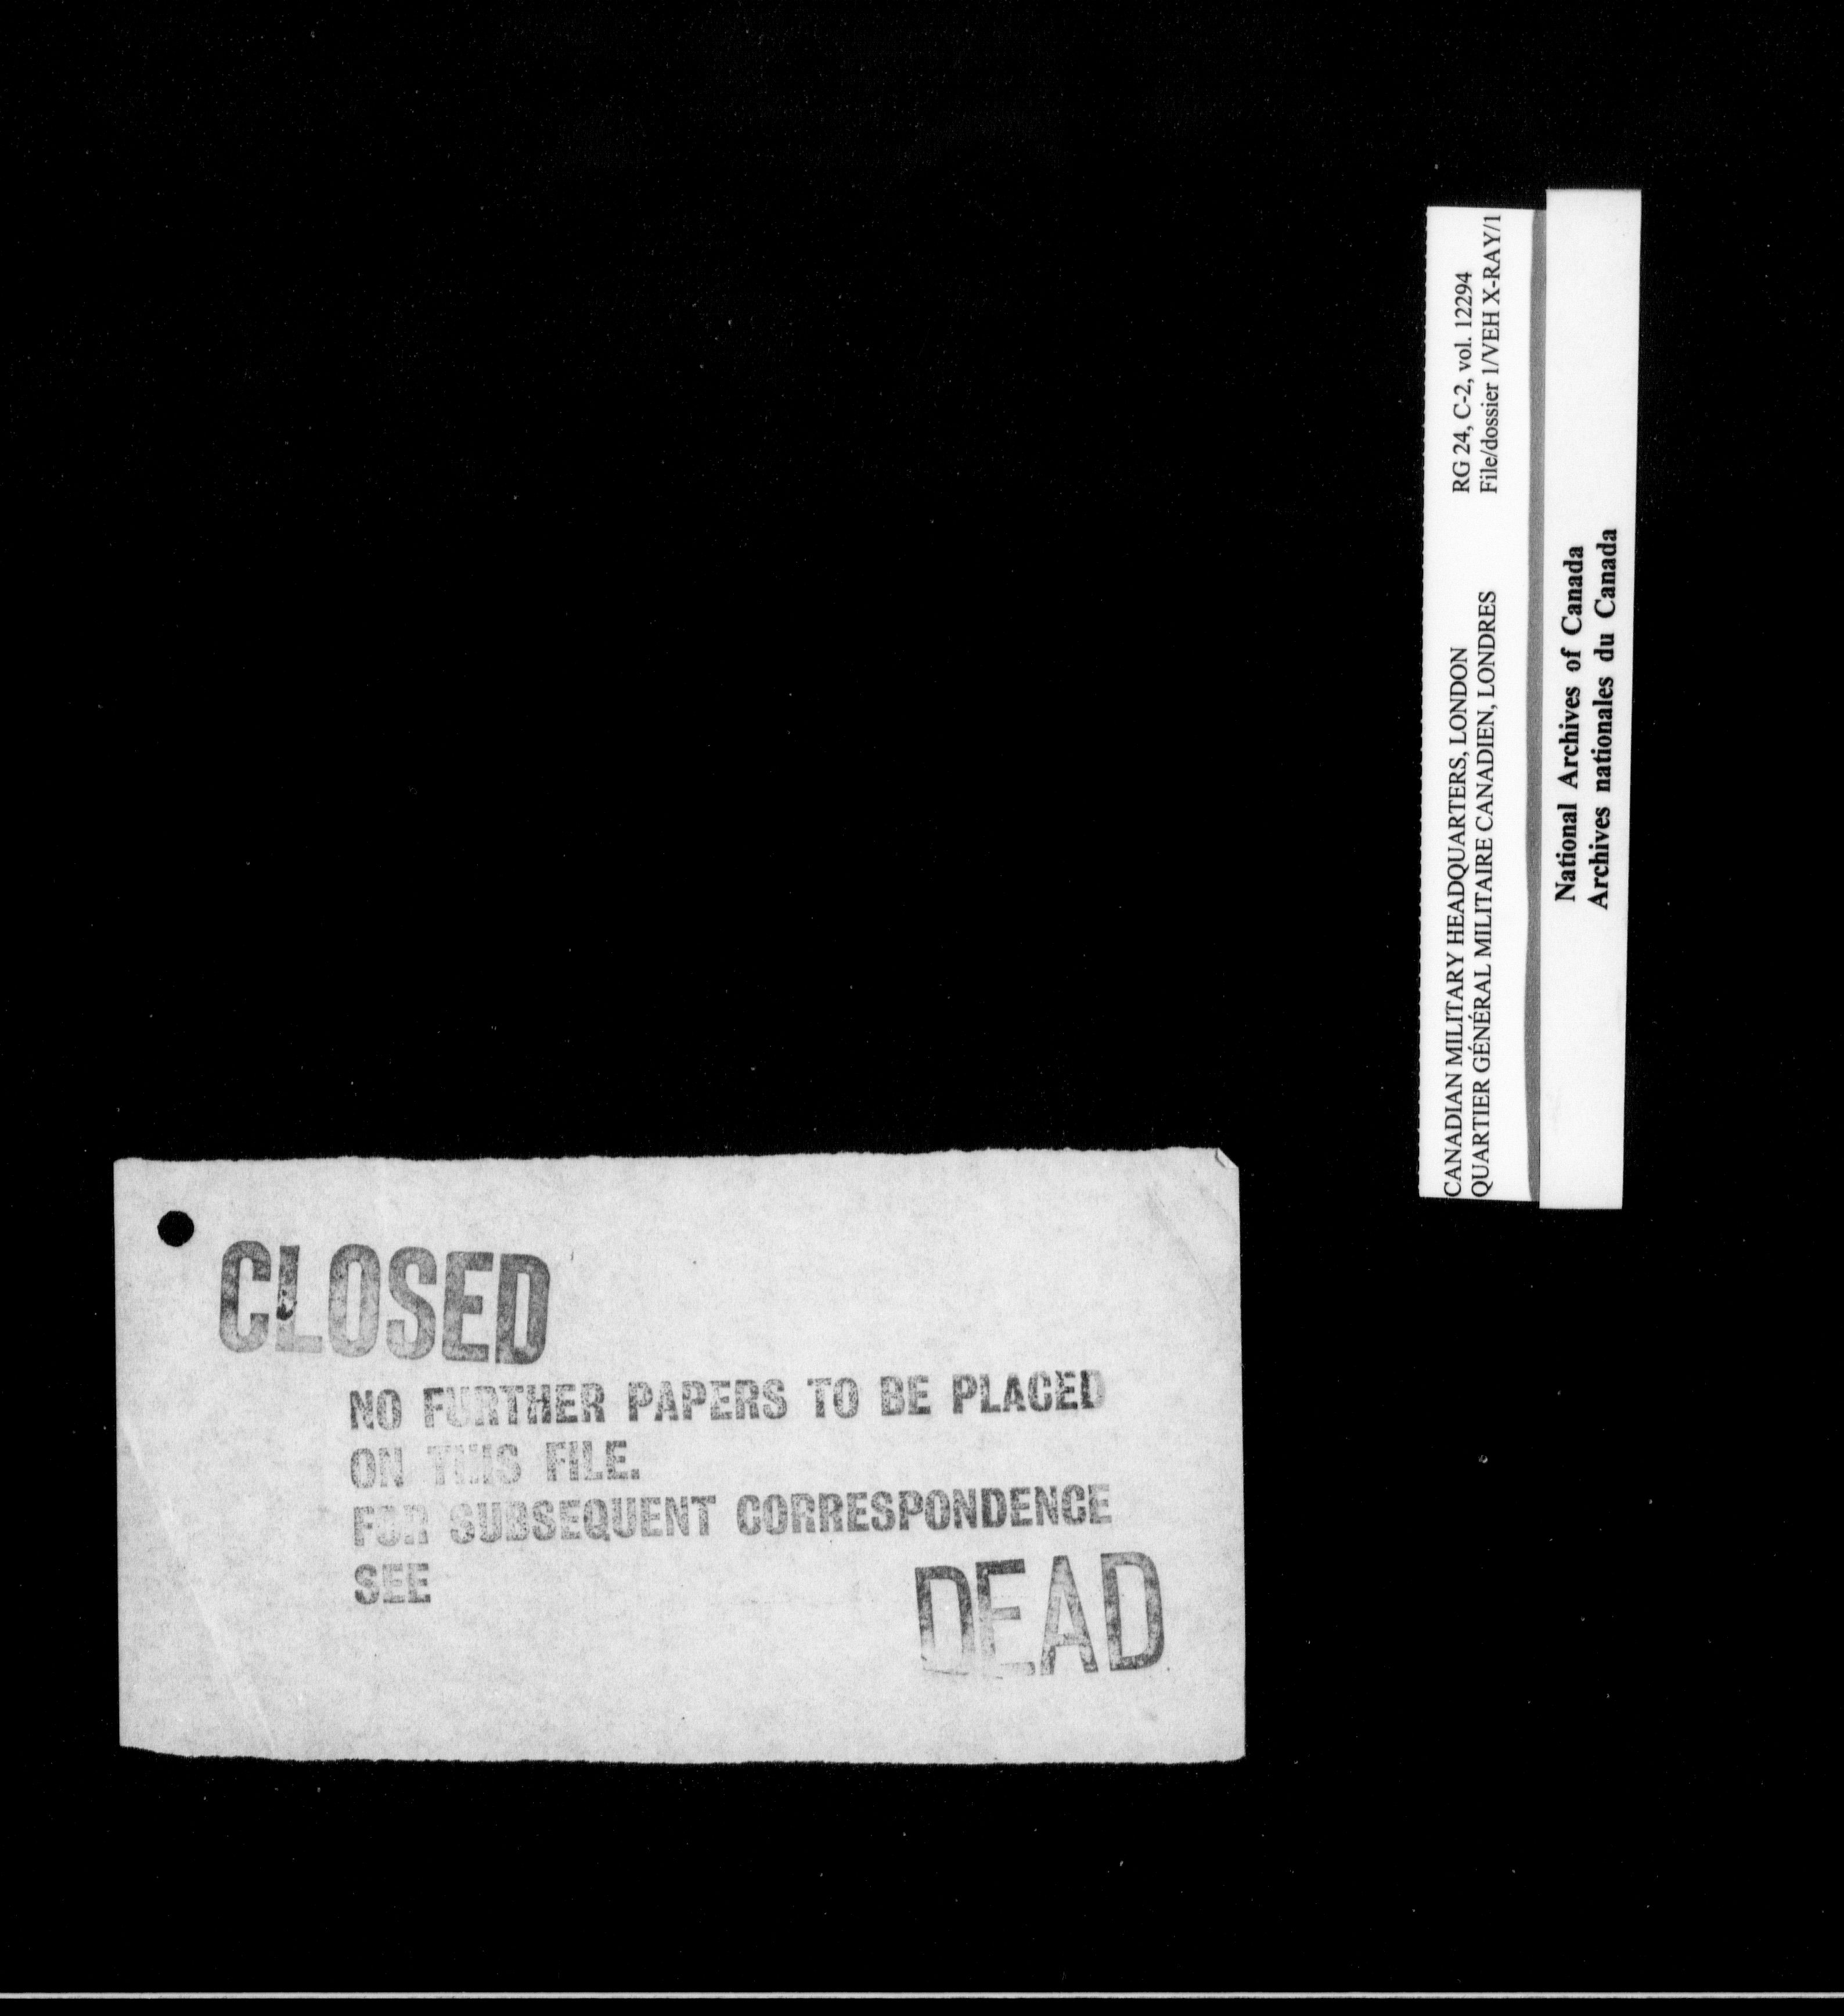 CANADIAN MILITARY HEADQUARTERS, LONDON RG 24, C-2, vol. 12294
QUARTIER GÉNÉRAL MILITAIRE CANADIEN, LONDRES File/dossier 1/VEH X-RAY/1
National Archives of Canada
Archives nationales du Canada
CLOSED
NO FURTHER PAPERS TO BE PLACED
ON THIS FILE.
FOR SUBSEQUENT CORRESPONDENCE
SEE
DEAD